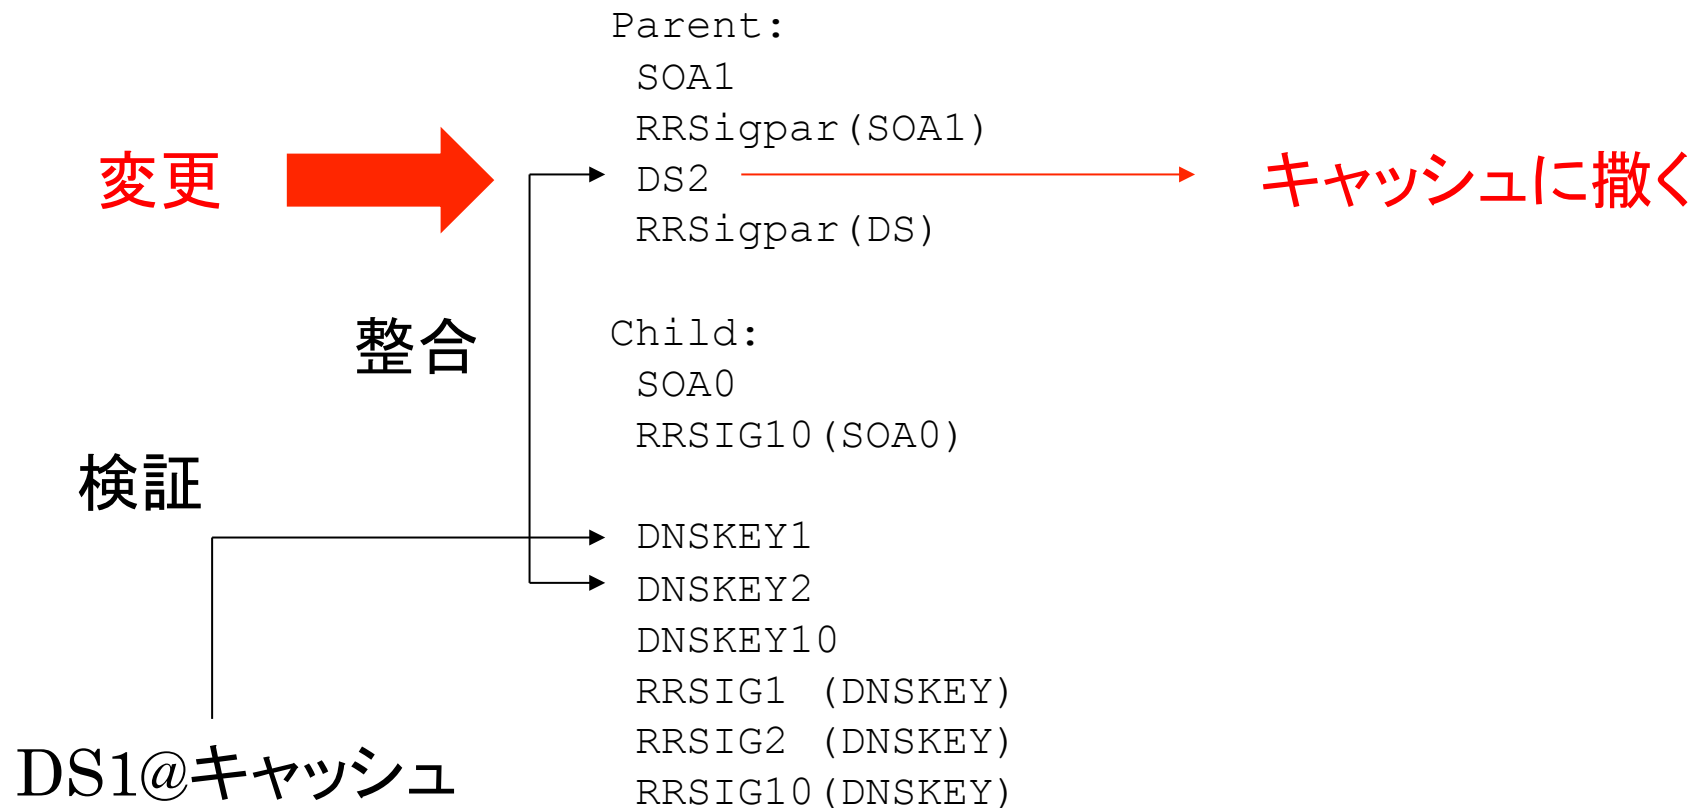 Parent:
SOA1
RRSigpar(SOA1)
変更
DS2
キャッシュに撒く
RRSigpar(DS)
整合
Child:
SOA0
RRSIG10(SOA0)
検証
DNSKEY1
DNSKEY2
DNSKEY10
RRSIG1 (DNSKEY)
RRSIG2 (DNSKEY)
DS1@キャッシュ
RRSIG10(DNSKEY)